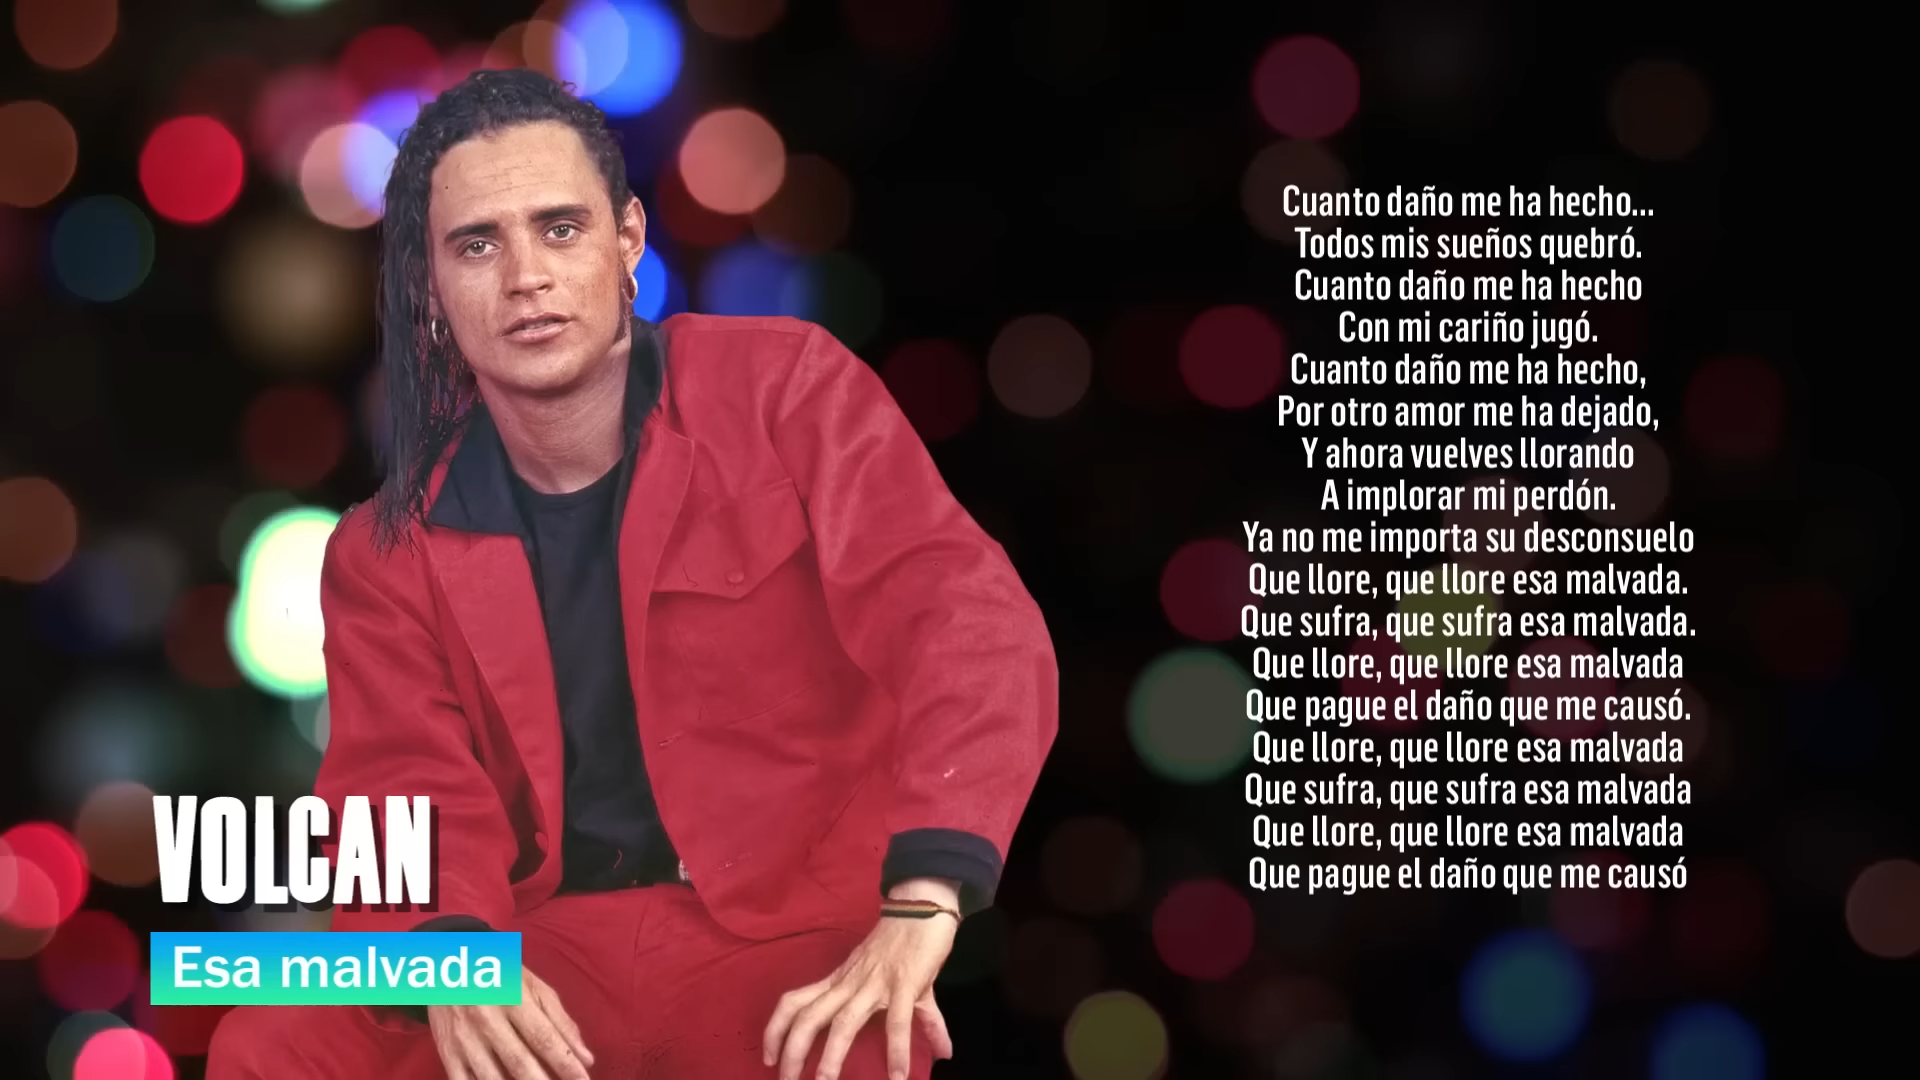 VOLCAN
Esa malvada
Cuanto daño me ha hecho...
Todos mis sueños quebró.
Cuanto daño me ha hecho
Con mi cariño jugó.
Cuanto daño me ha hecho,
Por otro amor me ha dejado,
Y ahora vuelves llorando
A implorar mi perdón.
Ya no me importa su desconsuelo
Que llore, que llore esa malvada.
Que sufra, que sufra esa malvada.
Que llore, que llore esa malvada
Que pague el daño que me causó.
Que llore, que llore esa malvada
Que sufra, que sufra esa malvada
Que llore, que llore esa malvada
Que pague el daño que me causó